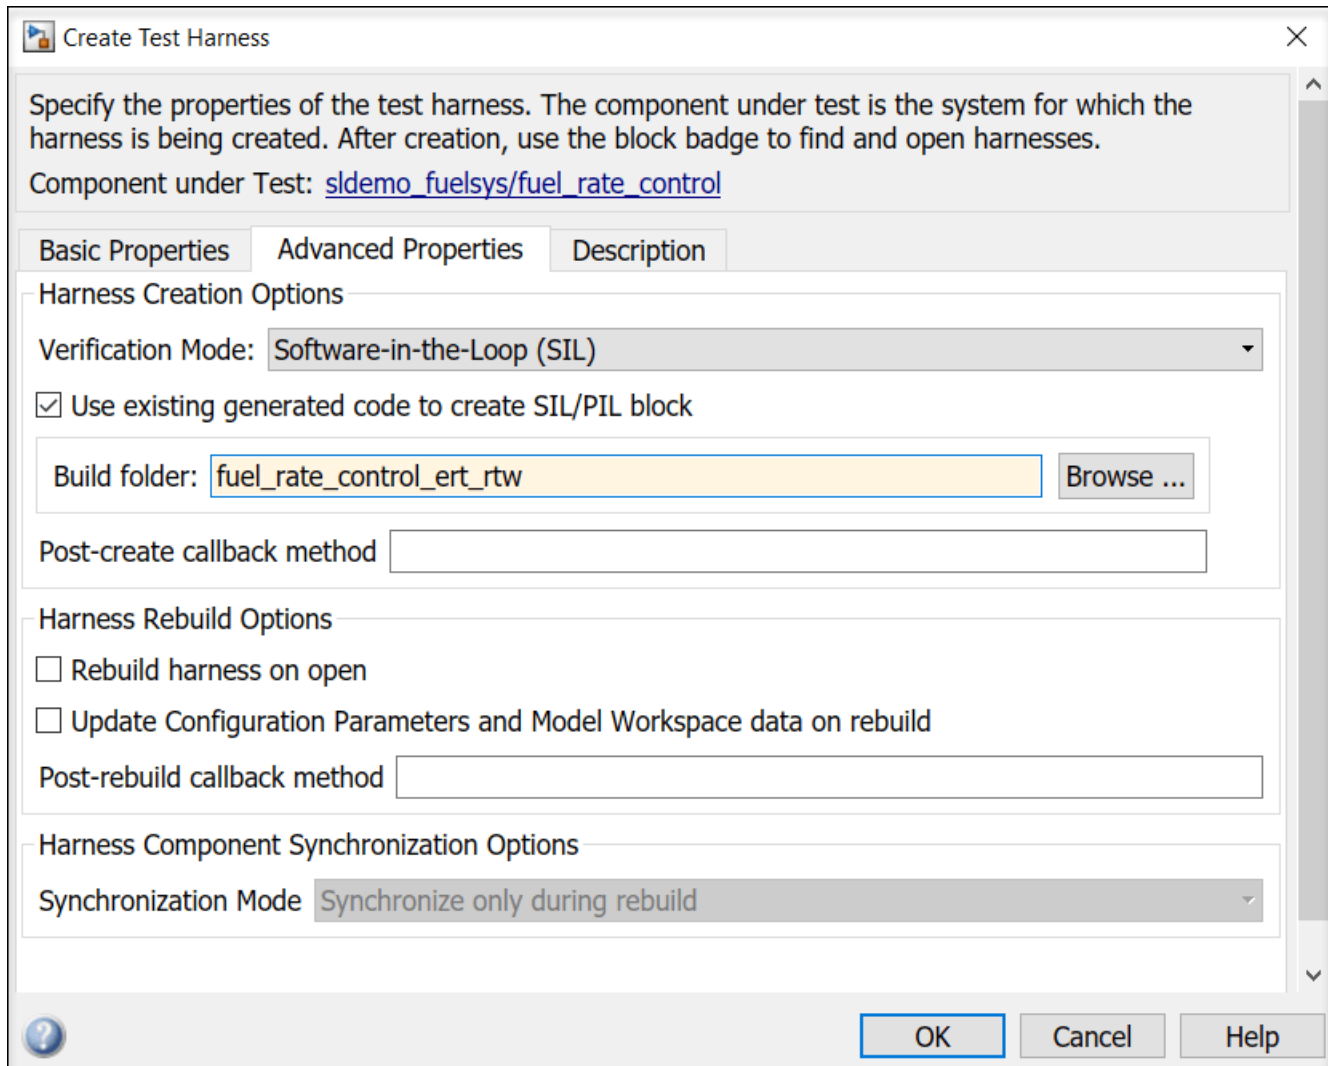 Create Test Harness
Specify the properties of the test harness. The component under test is the system for which the
harness is being created. After creation, use the block badge to find and open harnesses.
Component under Test: sldemo_fuelsys/fuel_rate_control
Basic Properties Advanced Properties Description
Harness Creation Options
Verification Mode: Software-in-the-Loop (SIL)
Use existing generated code to create SIL/PIL block
Build folder: fuel_rate_control_ert_rtw Browse ...
Post-create callback method
Harness Rebuild Options
Rebuild harness on open
Update Configuration Parameters and Model Workspace data on rebuild
Post-rebuild callback method
Harness Component Synchronization Options
Synchronization Mode Synchronize only during rebuild
? OK Cancel Help